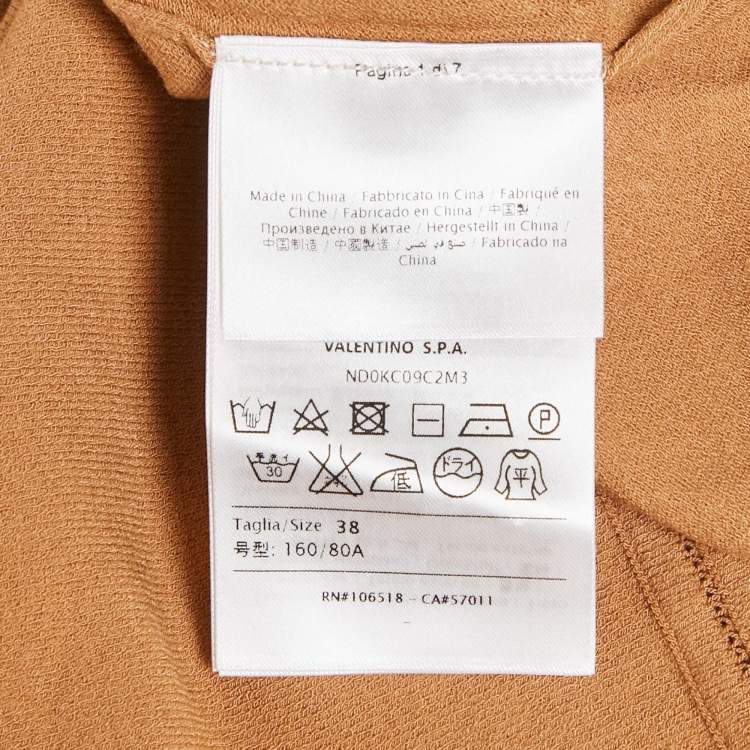 Pagina 1 di 7
Made in China / Fabbricato in Cina / Fabriqué en
Chine / Fabricado en China / 中国製 /
Произведено в Китае / Hergestellt in China /
中国制造 / 中國製造 / صنع في الصين / Fabricado na
China
VALENTINO S.P.A.
ND0KC09C2M3
P
手洗イ
30
低
ドライ
平
Taglia/Size 38
号型: 160/80A
RN#106518 – CA#57011